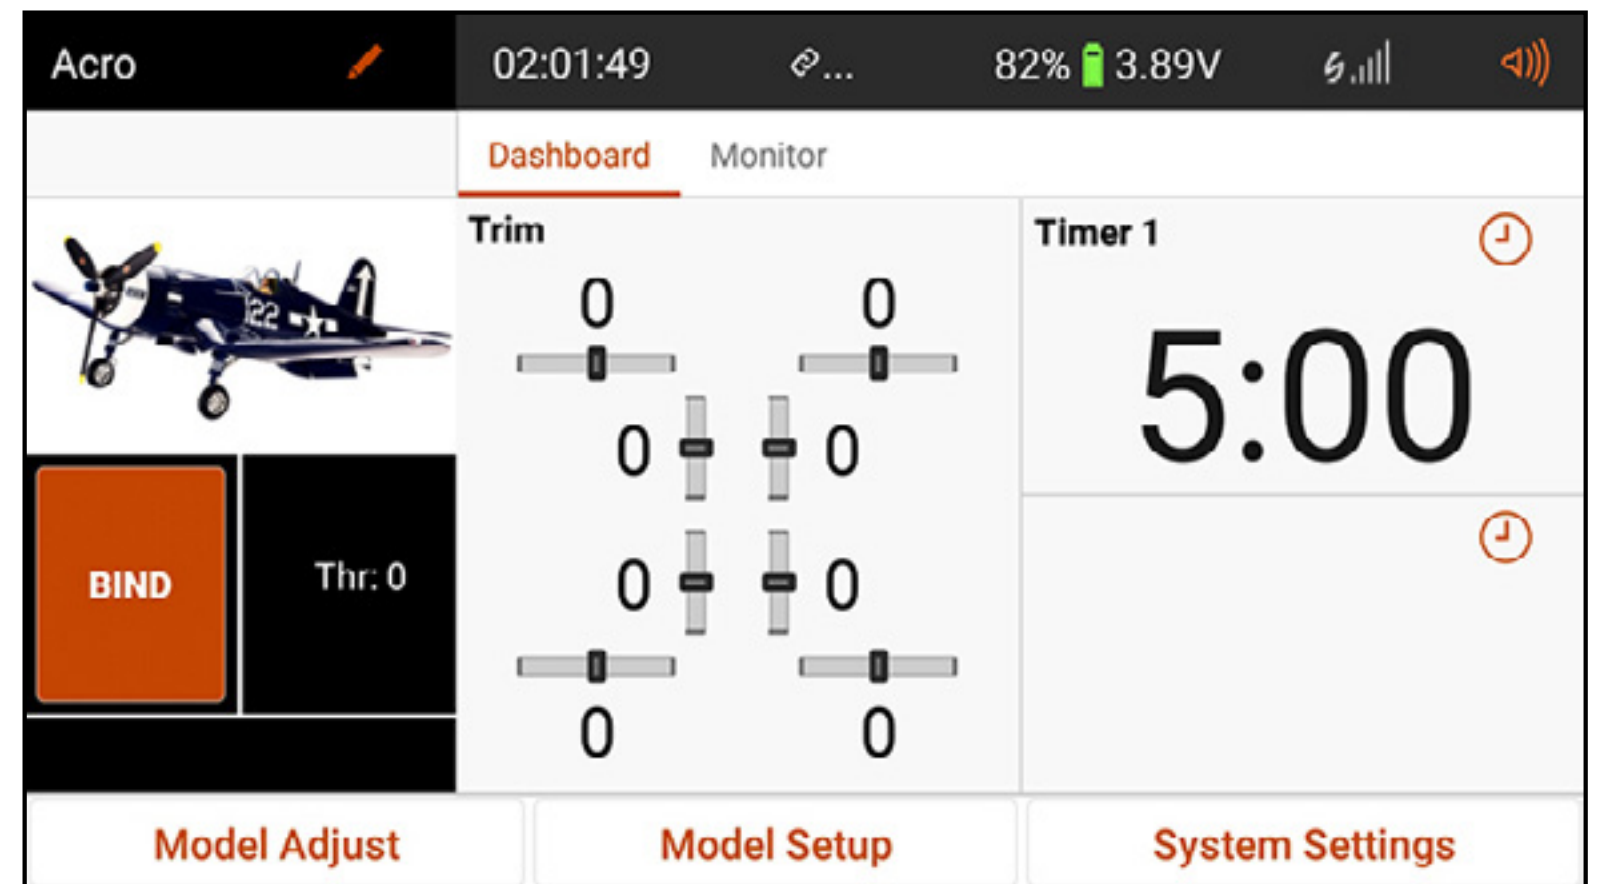 Acro
02:01:49
...
82% 3.89V
Dashboard Monitor
Trim
Timer 1
0 0
5:00
0 0
122
BIND
Thr: 0
0 0
0 0
Model Adjust
Model Setup
System Settings